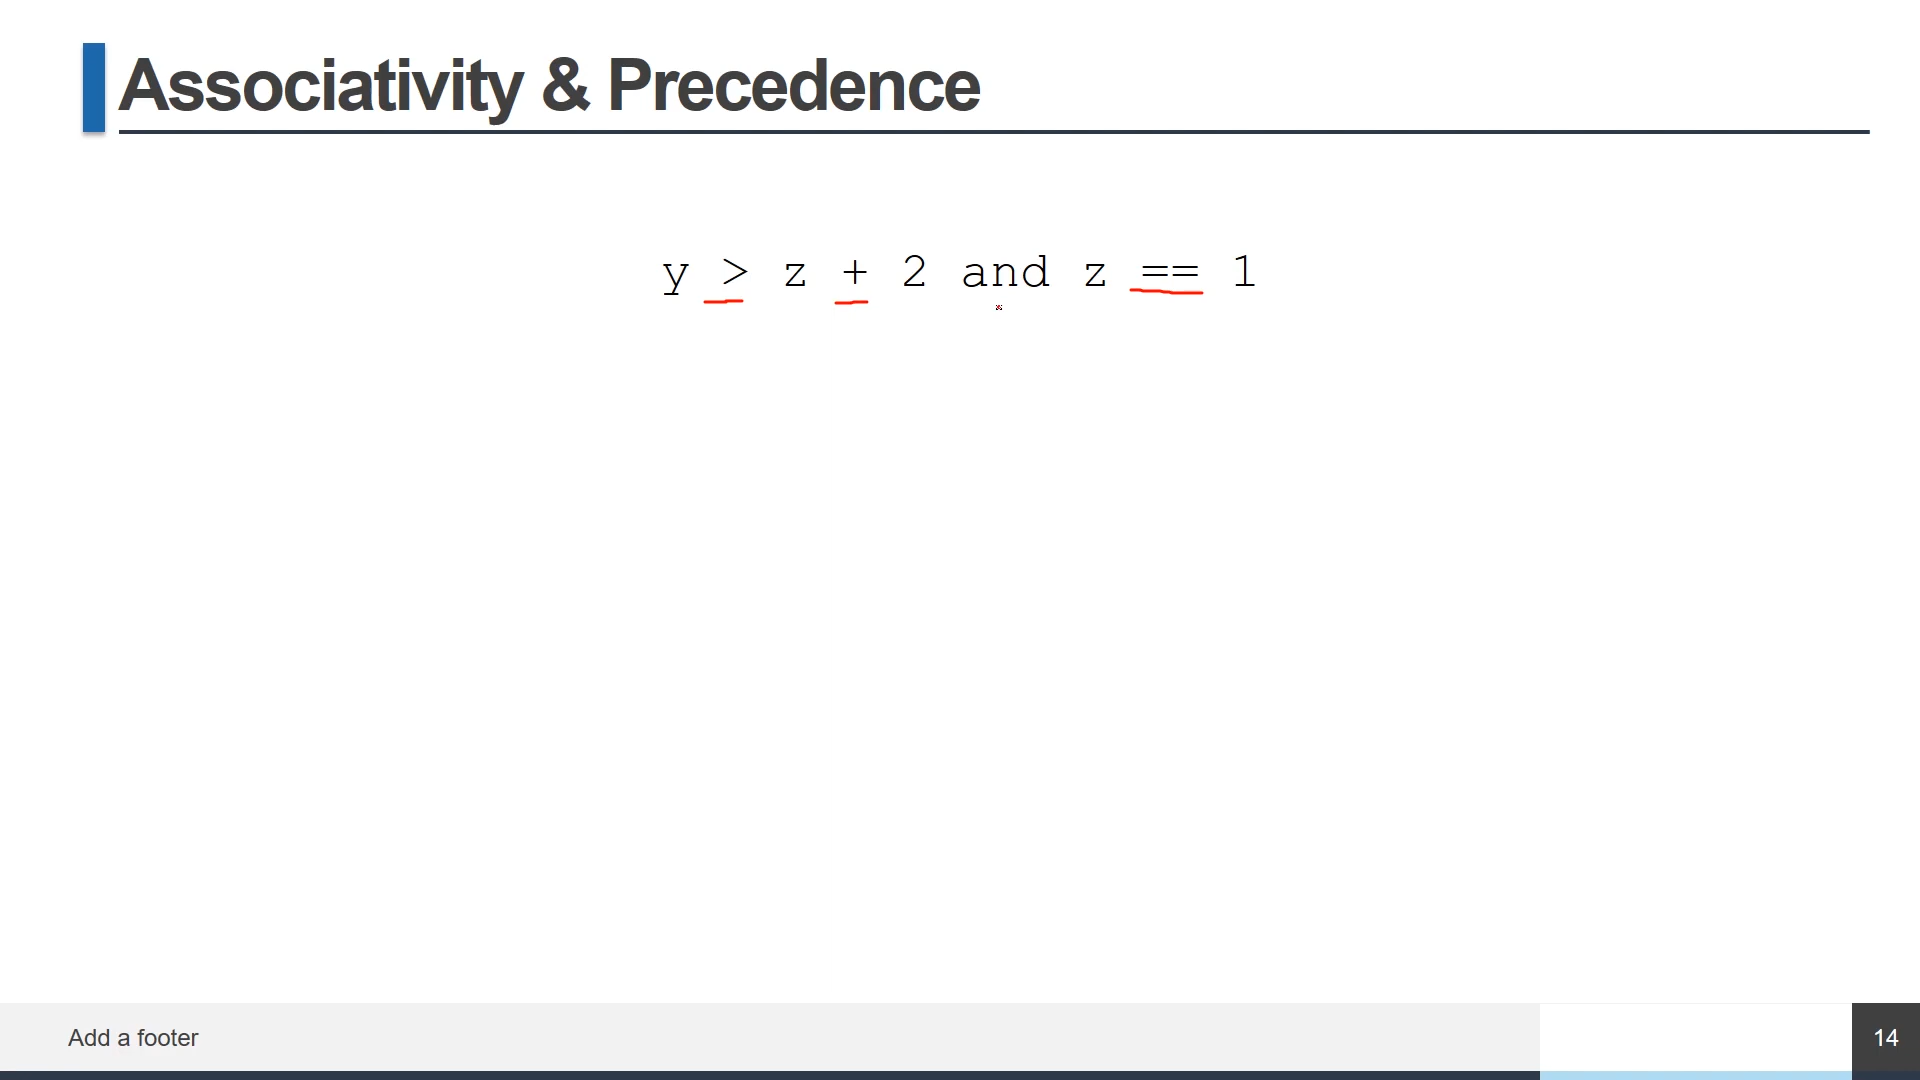 Associativity & Precedence
y > z + 2 and z == 1
Add a footer
14